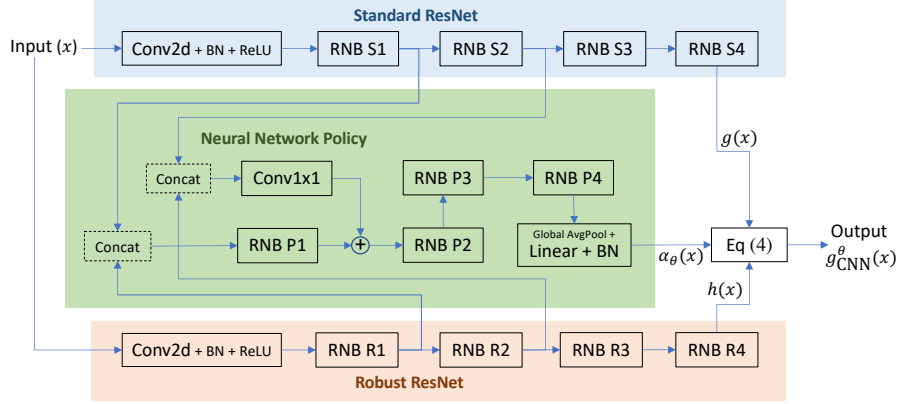 Standard ResNet
Input (x)
Conv2d + BN + ReLU
RNB S1
RNB S2
RNB S3
RNB S4
Neural Network Policy
g(x)
Concat
Conv1x1
RNB P3
RNB P4
Concat
RNB P1
+
RNB P2
Global AvgPool +
Linear + BN
α_θ(x)
Eq (4)
Output
g^θ_CNN(x)
h(x)
Conv2d + BN + ReLU
RNB R1
RNB R2
RNB R3
RNB R4
Robust ResNet